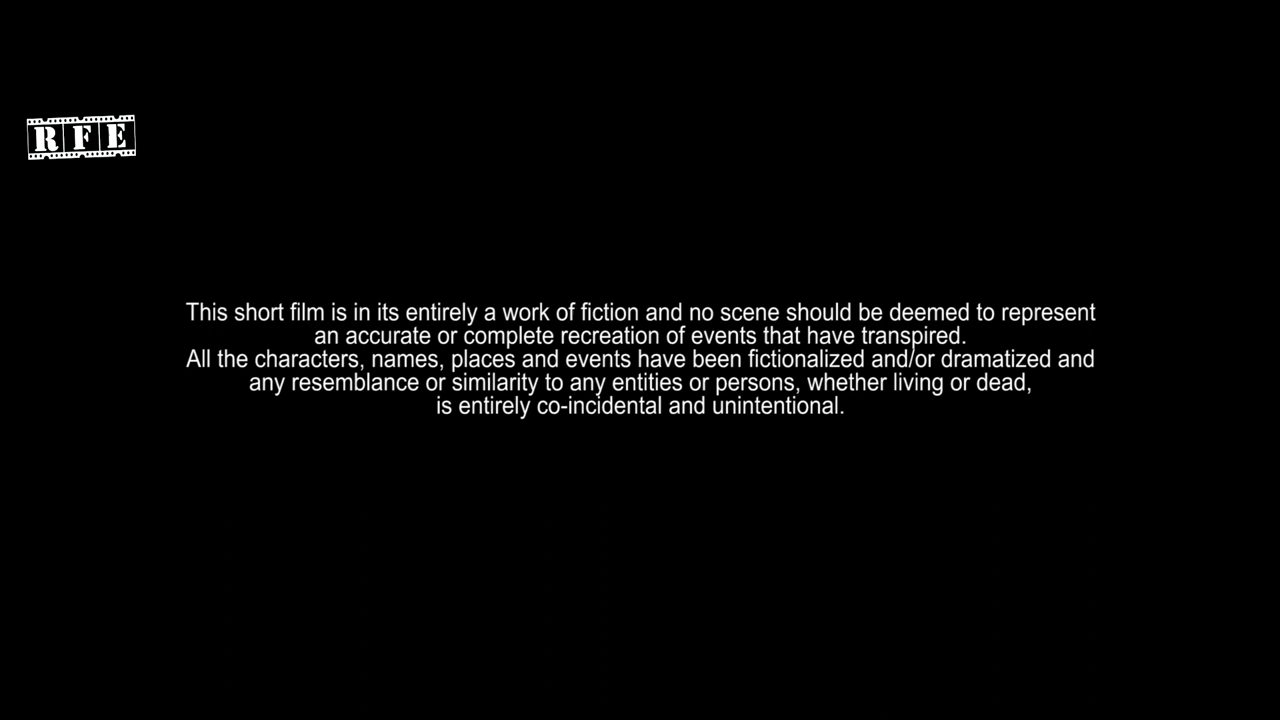 RFE
This short film is in its entirely a work of fiction and no scene should be deemed to represent
an accurate or complete recreation of events that have transpired.
All the characters, names, places and events have been fictionalized and/or dramatized and
any resemblance or similarity to any entities or persons, whether living or dead,
is entirely co-incidental and unintentional.